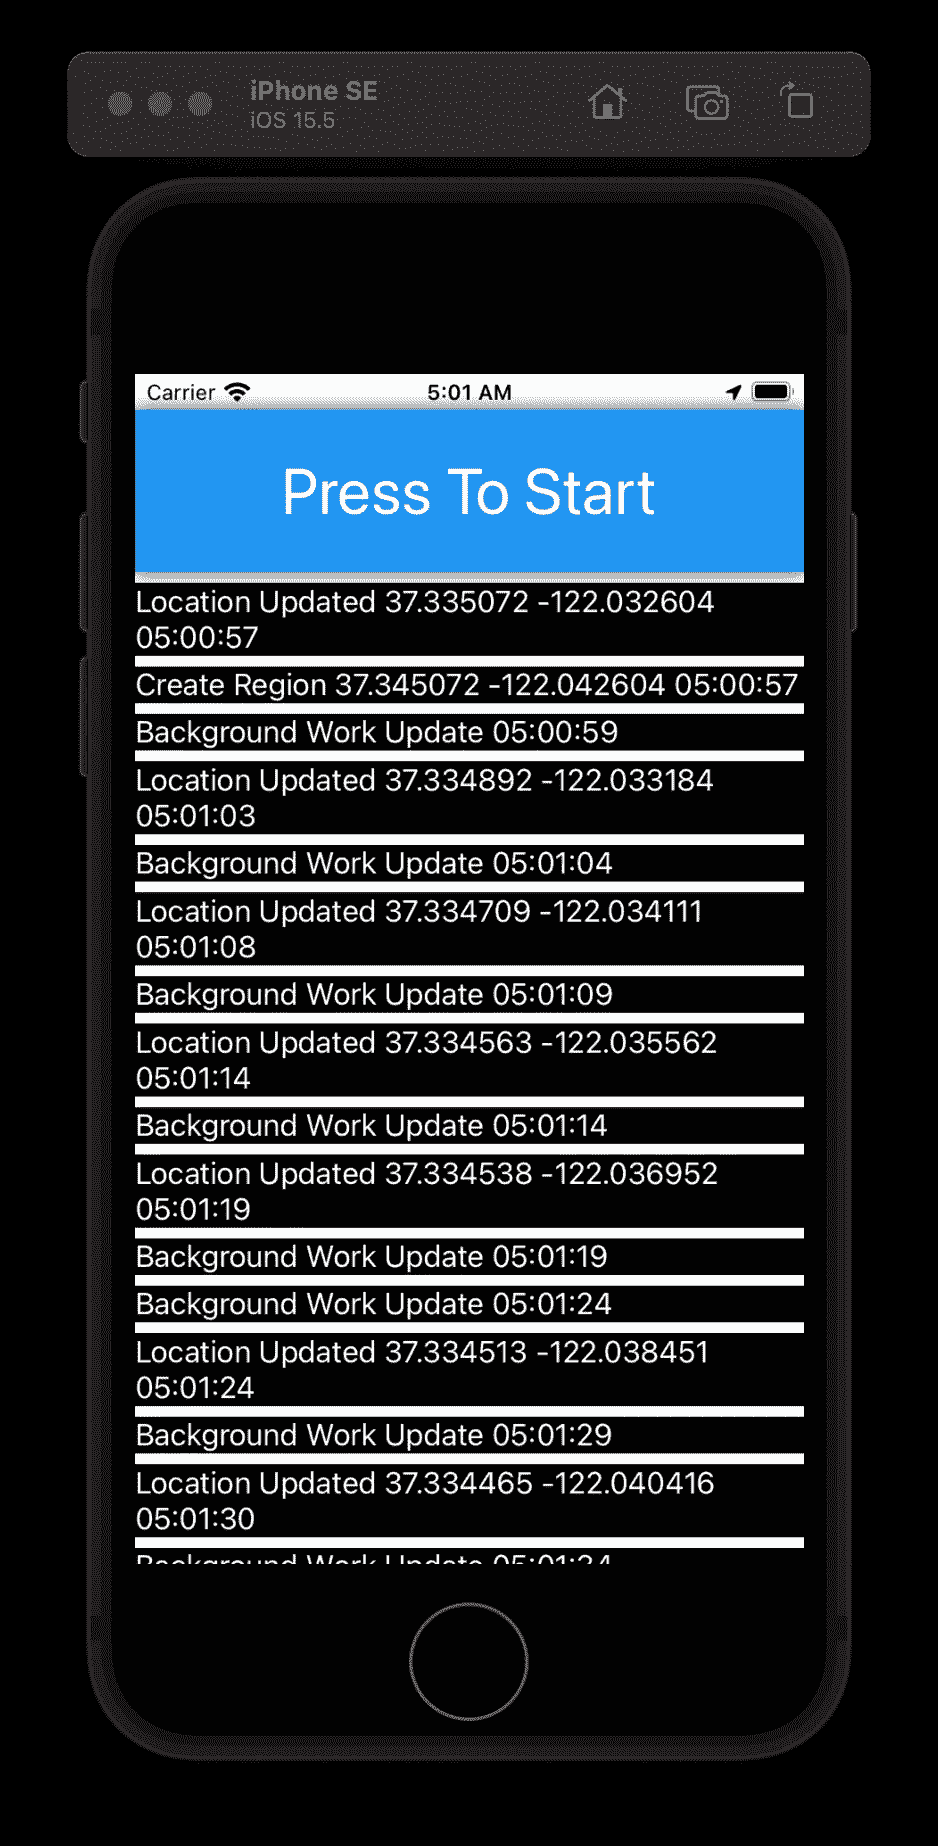 iPhone SE
iOS 15.5
Carrier 5:01 AM
Press To Start
Location Updated 37.335072 -122.032604
05:00:57
Create Region 37.345072 -122.042604 05:00:57
Background Work Update 05:00:59
Location Updated 37.334892 -122.033184
05:01:03
Background Work Update 05:01:04
Location Updated 37.334709 -122.034111
05:01:08
Background Work Update 05:01:09
Location Updated 37.334563 -122.035562
05:01:14
Background Work Update 05:01:14
Location Updated 37.334538 -122.036952
05:01:19
Background Work Update 05:01:19
Background Work Update 05:01:24
Location Updated 37.334513 -122.038451
05:01:24
Background Work Update 05:01:29
Location Updated 37.334465 -122.040416
05:01:30
Background Work Update 05:01:34